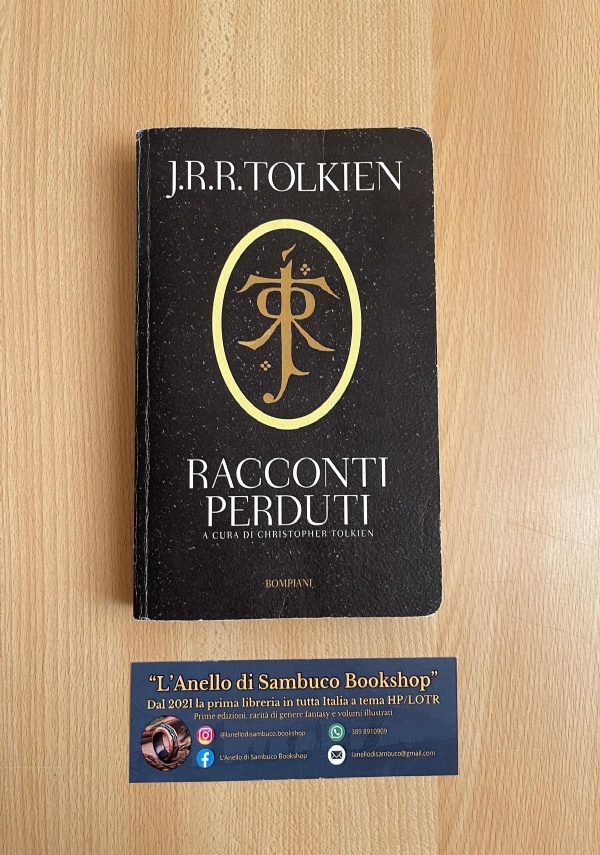 J.R.R.TOLKIEN
RACCONTI
PERDUTI
A CURA DI CHRISTOPHER TOLKIEN
BOMPIANI
“L’Anello di Sambuco Bookshop”
Dal 2021 la prima libreria in tutta Italia a tema HP/LOTR
Prime edizioni, rarità di genere fantasy e volumi illustrati
@lanellodisambuco.bookshop
389 8910909
L'Anello di Sambuco Bookshop
lanellodisambuco@gmail.com